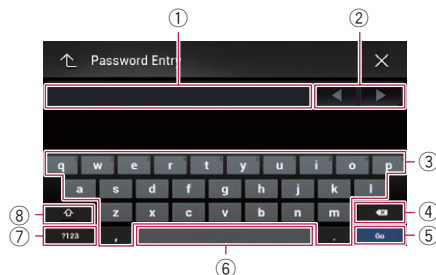 ① ②
Password Entry
q w e r t y u i o p
③
a s d f g h j k l
⑧ z x c v b n m ④
⑦ ?123 , . Go ⑤
⑥